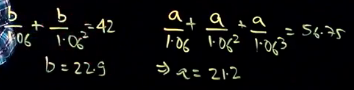 b/1.06 + b/1.06² = 42
a/1.06 + a/1.06² + a/1.06³ = 56.75
b = 22.9
⇒ a = 21.2